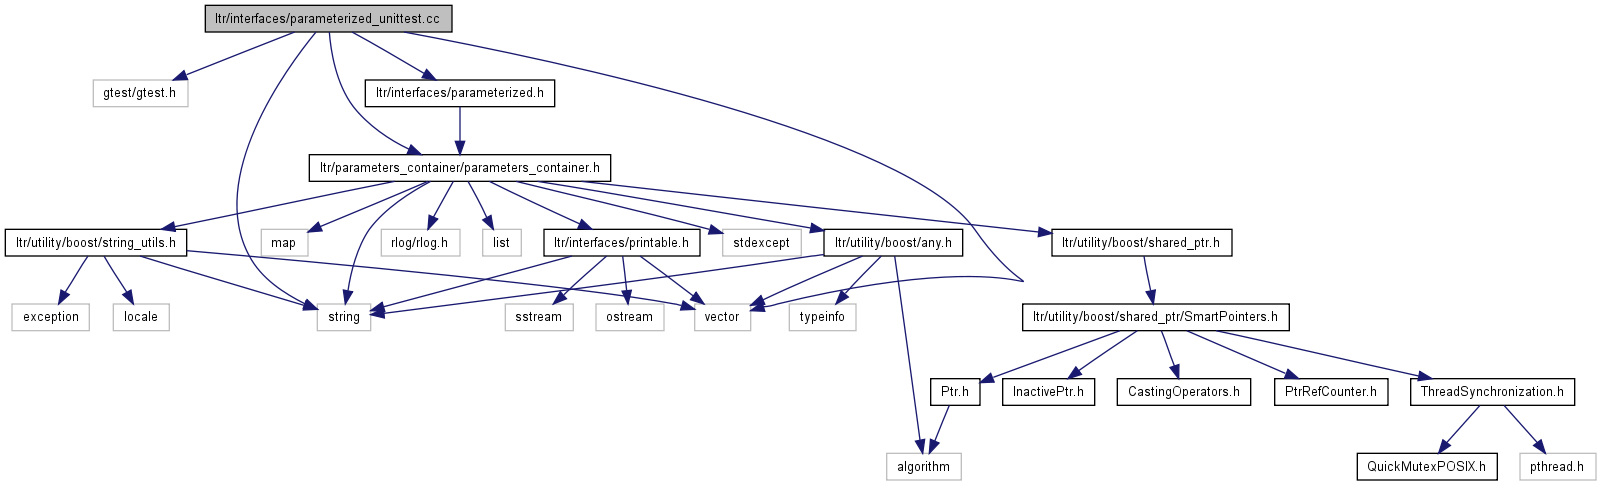 ltr/interfaces/parameterized_unittest.cc
gtest/gtest.h
ltr/interfaces/parameterized.h
ltr/parameters_container/parameters_container.h
ltr/utility/boost/string_utils.h
map
rlog/rlog.h
list
ltr/interfaces/printable.h
stdexcept
ltr/utility/boost/any.h
ltr/utility/boost/shared_ptr.h
exception
locale
string
sstream
ostream
vector
typeinfo
ltr/utility/boost/shared_ptr/SmartPointers.h
Ptr.h
InactivePtr.h
CastingOperators.h
PtrRefCounter.h
ThreadSynchronization.h
algorithm
QuickMutexPOSIX.h
pthread.h